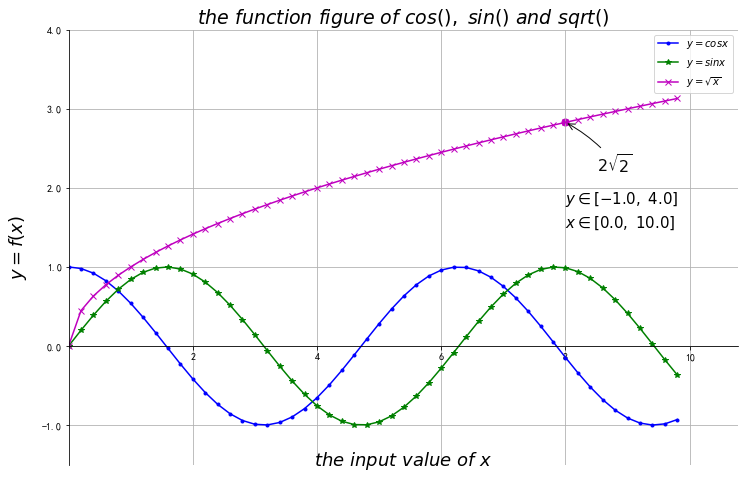 the function figure of cos(), sin() and sqrt()
4.0
3.0
2.0
1.0
0.0
−1.0
y = f(x)
y = cosx
y = sinx
y = √x
2√2
y ∈ [−1.0, 4.0]
x ∈ [0.0, 10.0]
2 4 6 8 10
the input value of x